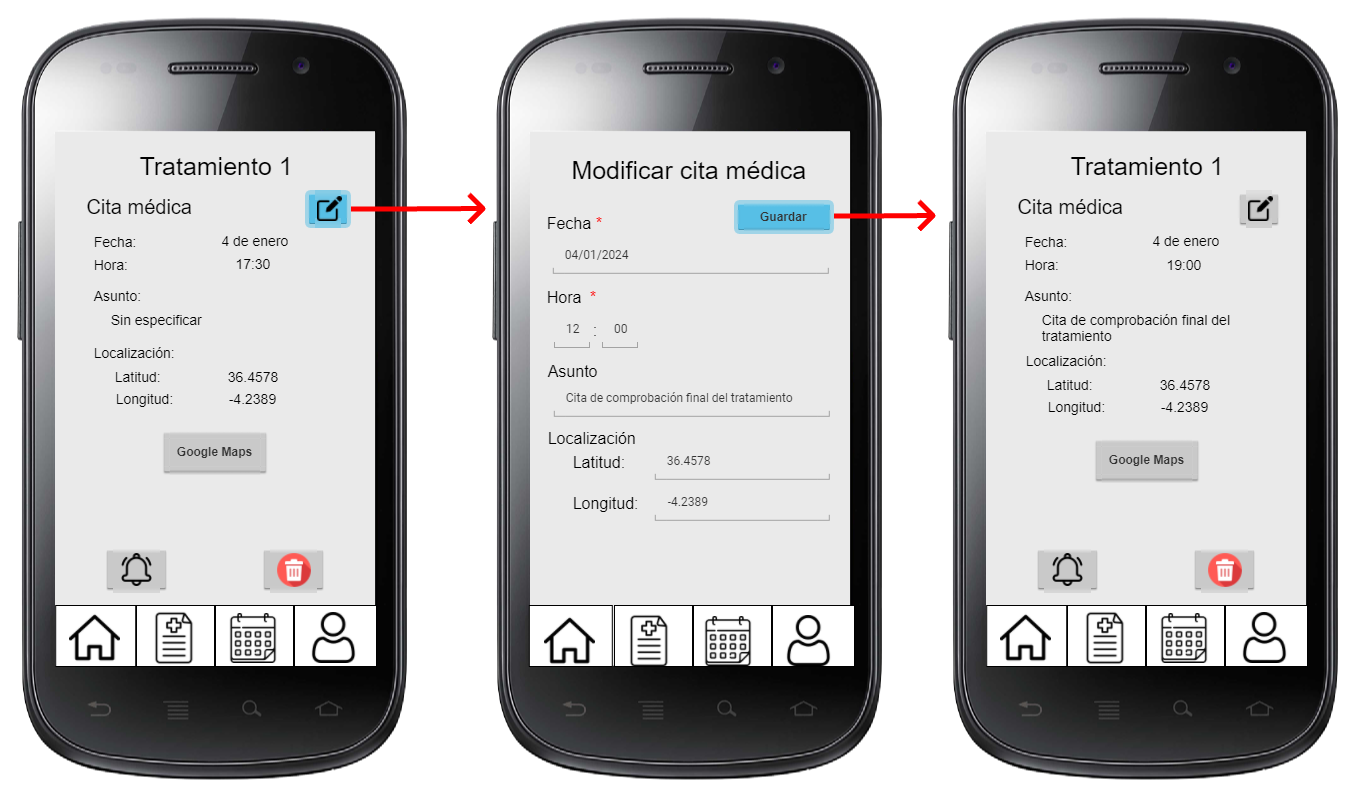 Tratamiento 1
Cita médica
Fecha: 4 de enero
Hora: 17:30
Asunto:
Sin especificar
Localización:
Latitud: 36.4578
Longitud: -4.2389
Google Maps
Modificar cita médica
Guardar
Fecha *
04/01/2024
Hora *
12 : 00
Asunto
Cita de comprobación final del tratamiento
Localización
Latitud: 36.4578
Longitud: -4.2389
Tratamiento 1
Cita médica
Fecha: 4 de enero
Hora: 19:00
Asunto:
Cita de comprobación final del
tratamiento
Localización:
Latitud: 36.4578
Longitud: -4.2389
Google Maps